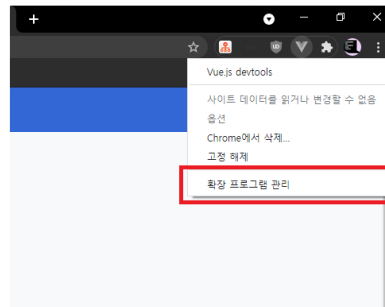 Vue.js devtools
사이트 데이터를 읽거나 변경할 수 없음
옵션
Chrome에서 삭제...
고정 해제
확장 프로그램 관리